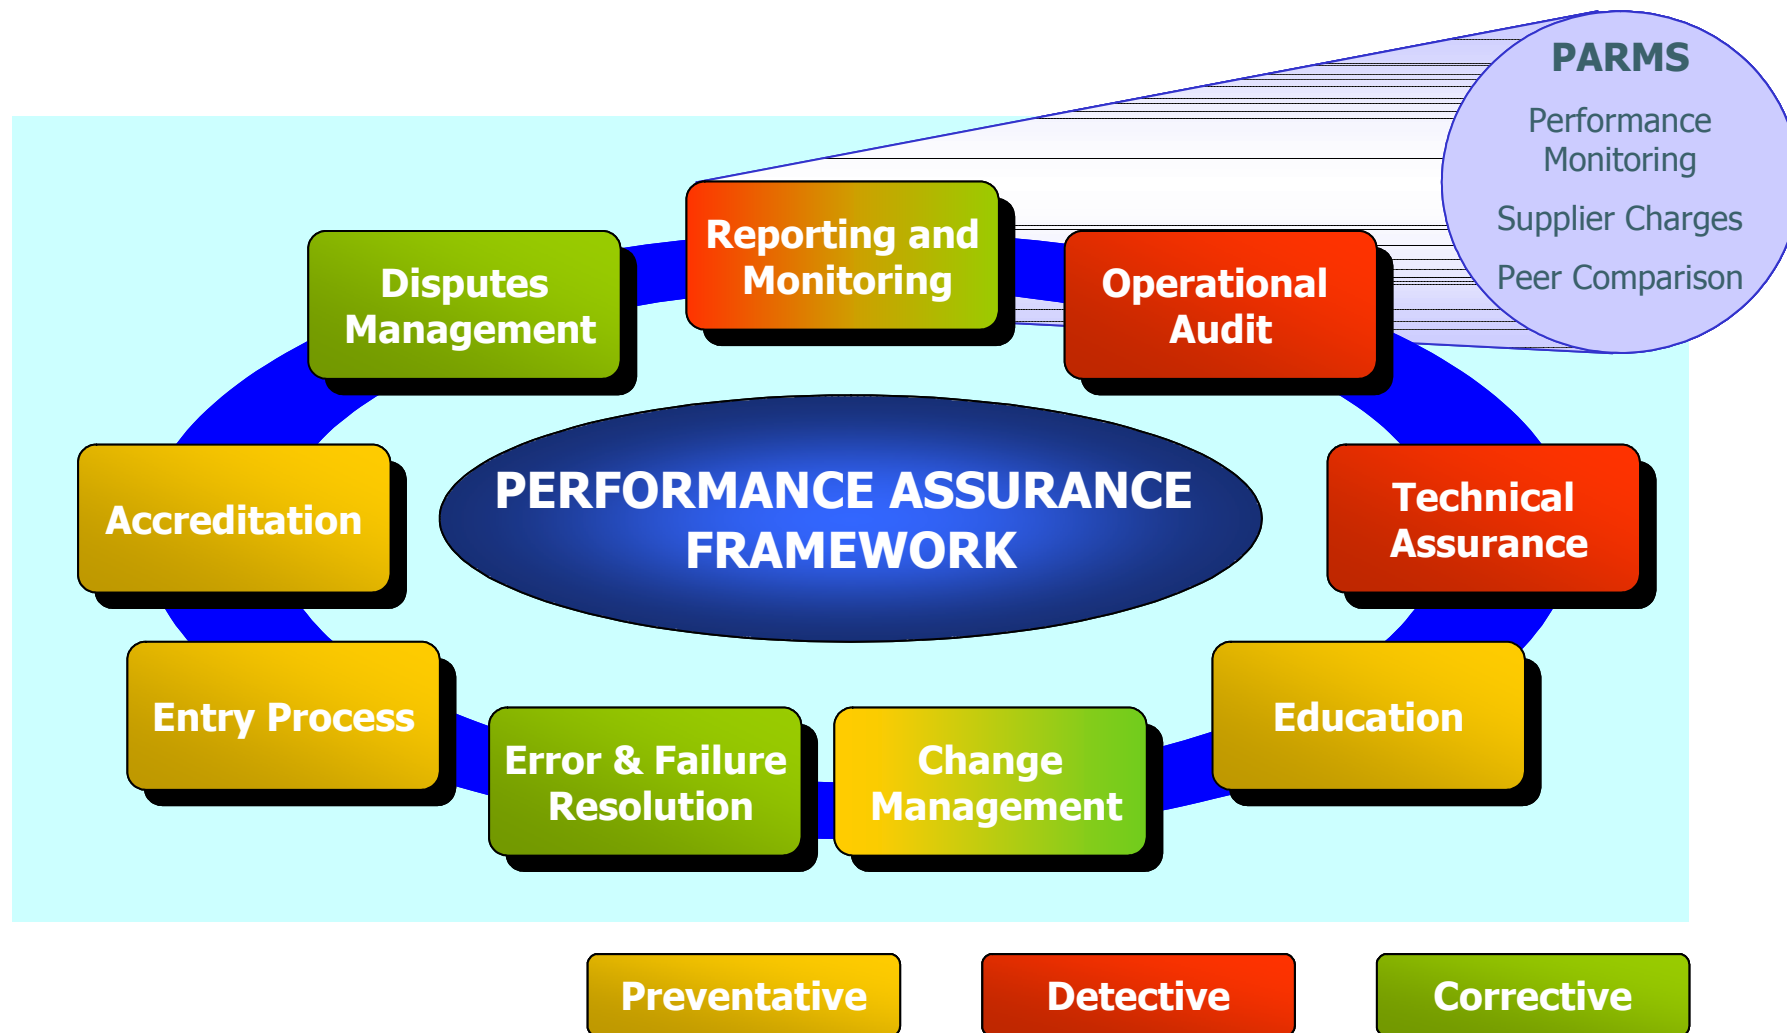 PARMS
Performance
Monitoring
Supplier Charges
Peer Comparison
Reporting and
Monitoring
Disputes
Management
Operational
Audit
Accreditation
PERFORMANCE ASSURANCE
FRAMEWORK
Technical
Assurance
Entry Process
Error & Failure
Resolution
Change
Management
Education
Preventative
Detective
Corrective